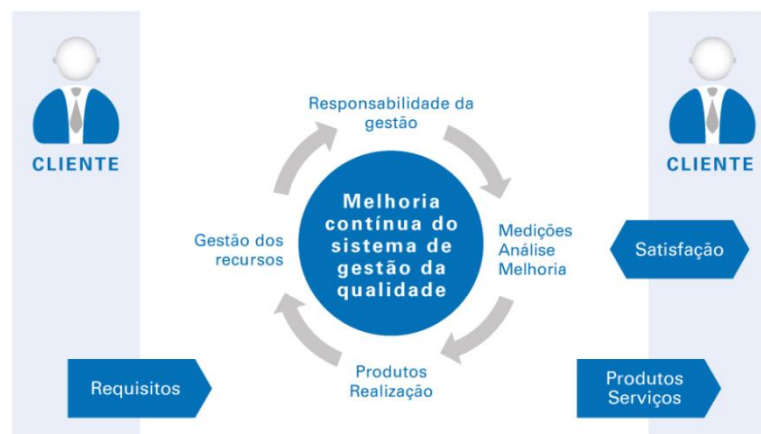 CLIENTE
Responsabilidade da
gestão
CLIENTE
Melhoria
contínua do
sistema de
gestão da
qualidade
Gestão dos
recursos
Medições
Análise
Melhoria
Satisfação
Produtos
Realização
Requisitos
Produtos
Serviços